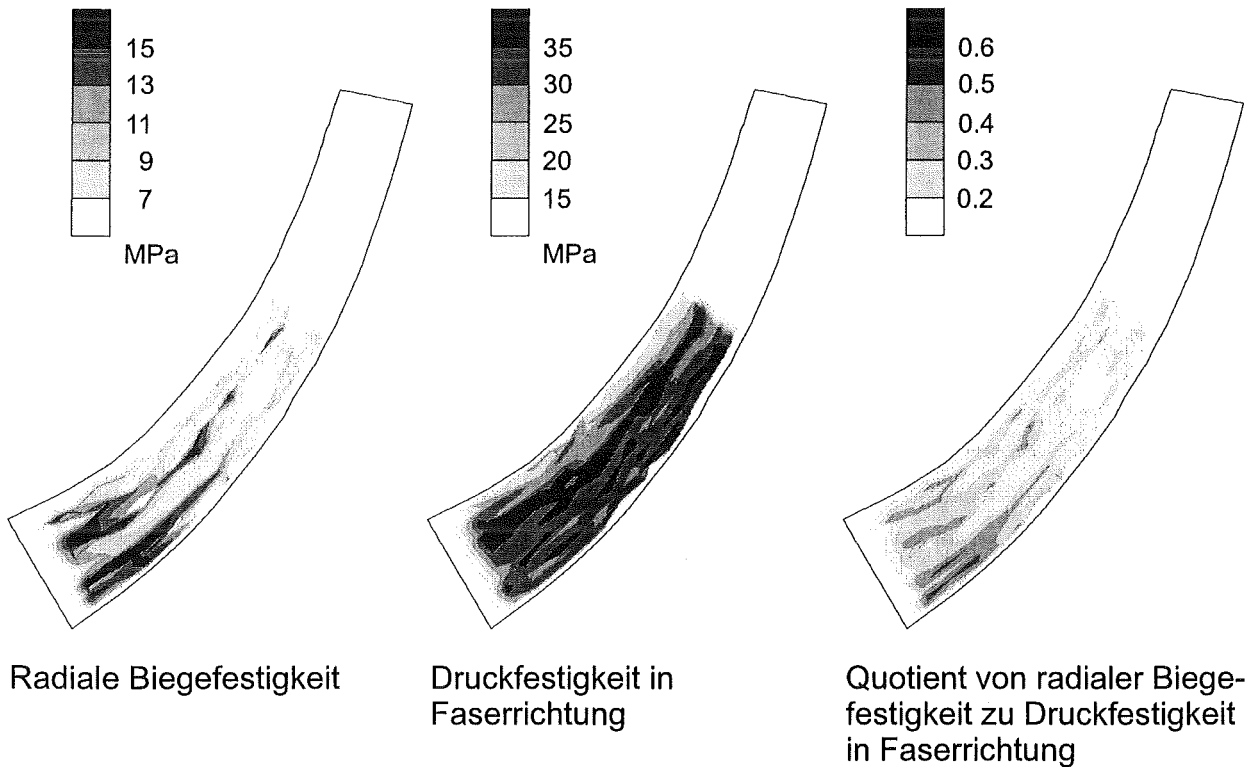 15
13
11
9
7
MPa
35
30
25
20
15
MPa
0.6
0.5
0.4
0.3
0.2
Radiale Biegefestigkeit
Druckfestigkeit in
Faserrichtung
Quotient von radialer Biege-
festigkeit zu Druckfestigkeit
in Faserrichtung